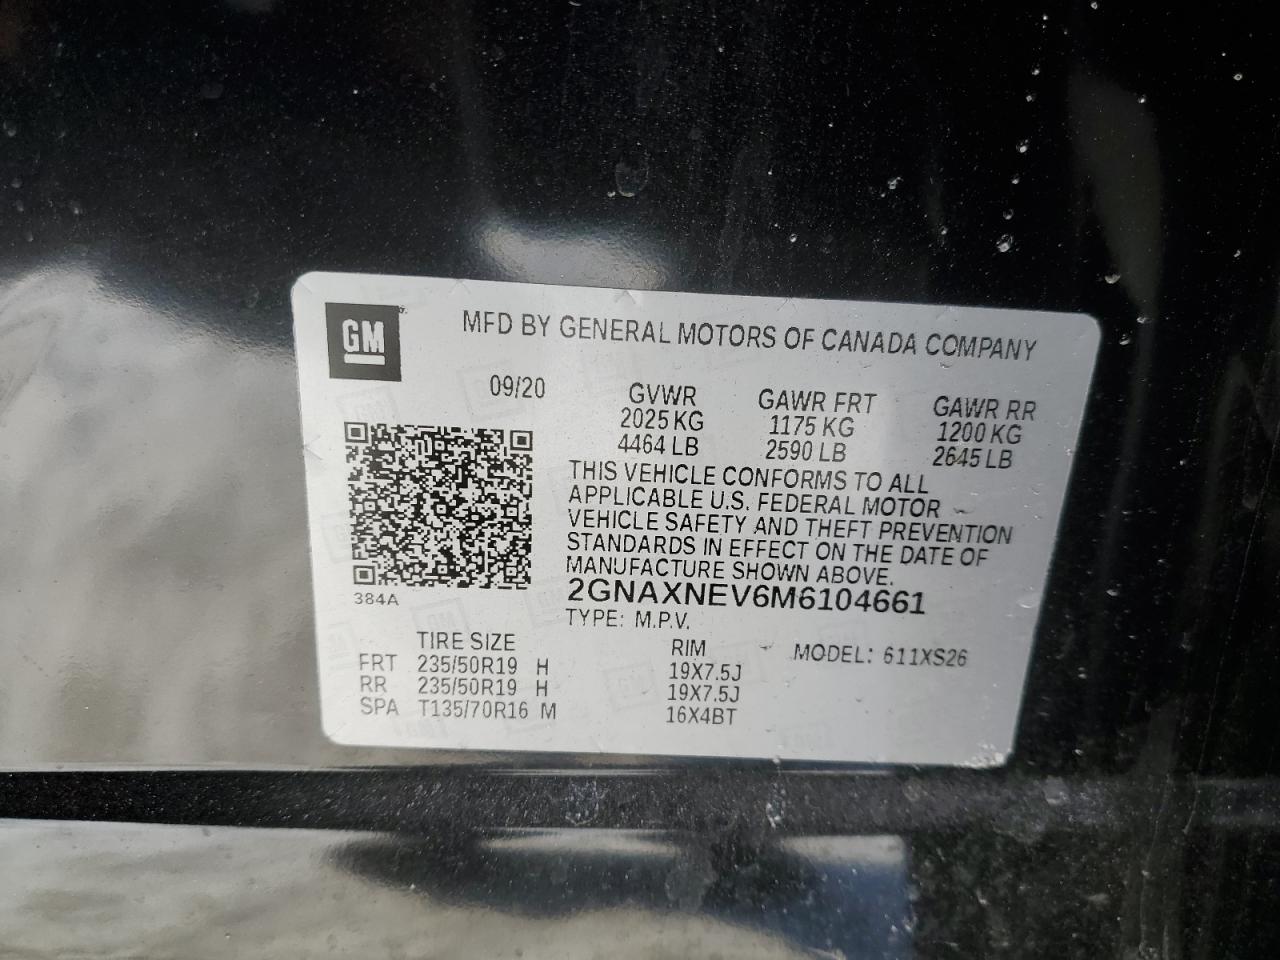 GM
MFD BY GENERAL MOTORS OF CANADA COMPANY
09/20 GVWR GAWR FRT GAWR RR
2025 KG 1175 KG 1200 KG
4464 LB 2590 LB 2645 LB
THIS VEHICLE CONFORMS TO ALL
APPLICABLE U.S. FEDERAL MOTOR
VEHICLE SAFETY AND THEFT PREVENTION
STANDARDS IN EFFECT ON THE DATE OF
MANUFACTURE SHOWN ABOVE.
384A
2GNAXNEV6M6104661
TYPE: M.P.V.
TIRE SIZE RIM MODEL: 611XS26
FRT 235/50R19 H 19X7.5J
RR 235/50R19 H 19X7.5J
SPA T135/70R16 M 16X4BT